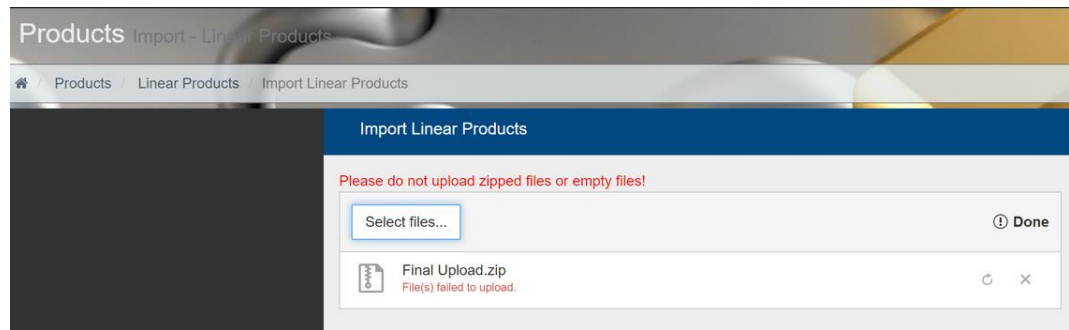 Products Import - Linear Products
/ Products / Linear Products / Import Linear Products
Import Linear Products
Please do not upload zipped files or empty files!
Select files...
Done
Final Upload.zip
File(s) failed to upload.